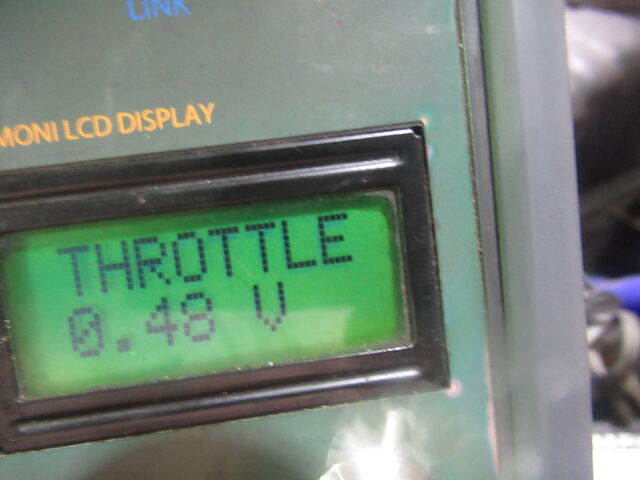 LINK
MONI LCD DISPLAY
THROTTLE
0.48 V